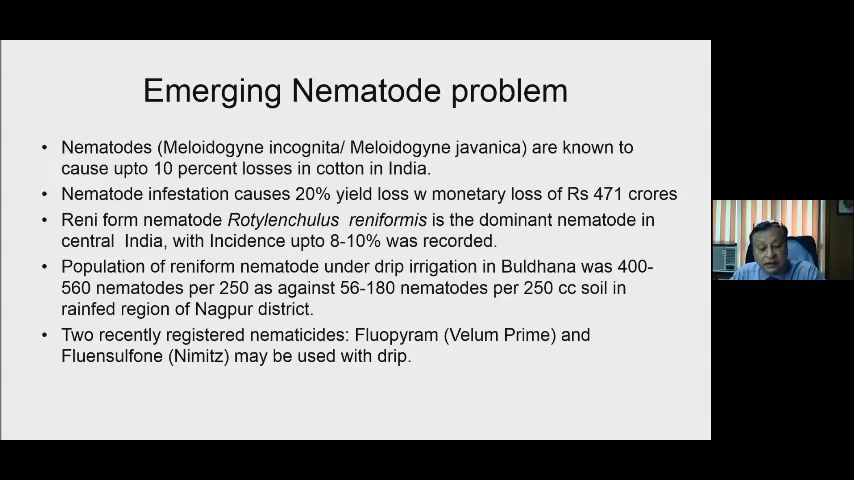 Emerging Nematode problem
• Nematodes (Meloidogyne incognita/ Meloidogyne javanica) are known to
cause upto 10 percent losses in cotton in India.
• Nematode infestation causes 20% yield loss w monetary loss of Rs 471 crores
• Reni form nematode Rotylenchulus reniformis is the dominant nematode in
central India, with Incidence upto 8-10% was recorded.
• Population of reniform nematode under drip irrigation in Buldhana was 400-
560 nematodes per 250 as against 56-180 nematodes per 250 cc soil in
rainfed region of Nagpur district.
• Two recently registered nematicides: Fluopyram (Velum Prime) and
Fluensulfone (Nimitz) may be used with drip.